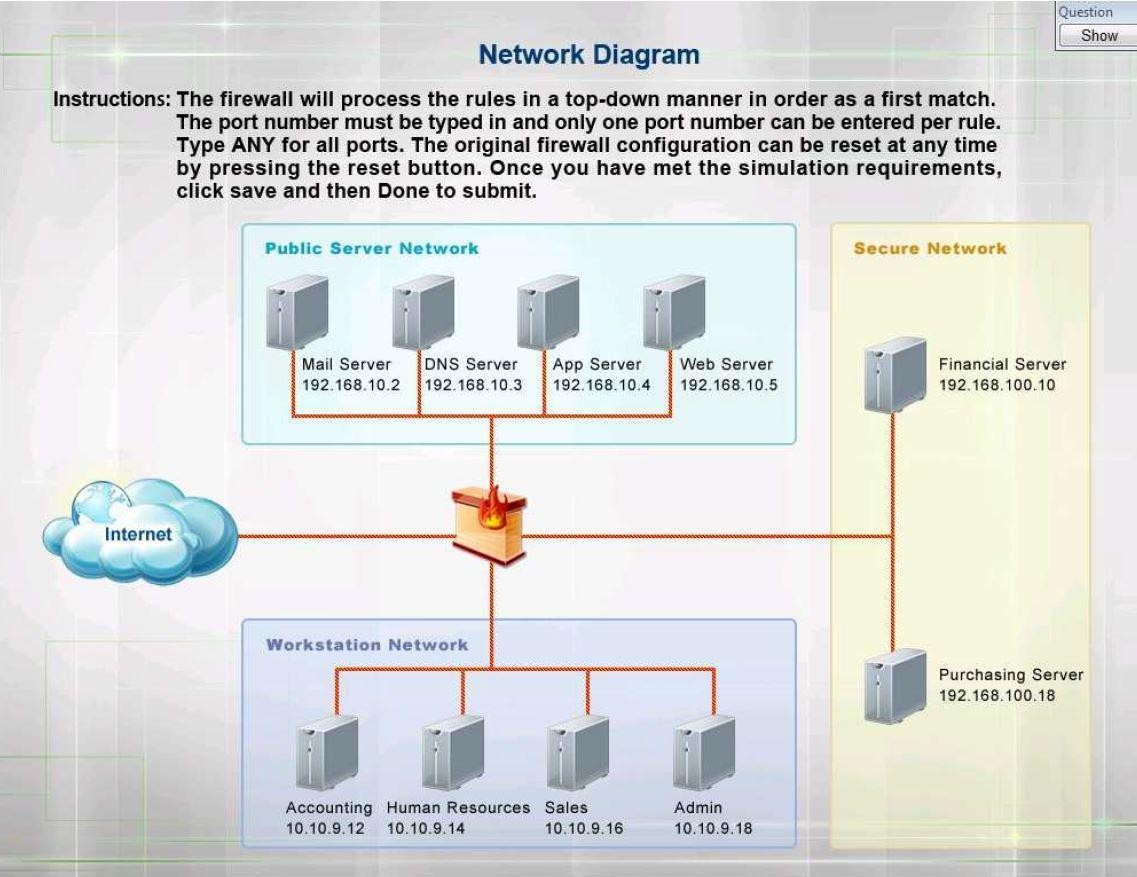 Question
Show
Network Diagram
Instructions: The firewall will process the rules in a top-down manner in order as a first match.
The port number must be typed in and only one port number can be entered per rule.
Type ANY for all ports. The original firewall configuration can be reset at any time
by pressing the reset button. Once you have met the simulation requirements,
click save and then Done to submit.
Public Server Network
Mail Server
192.168.10.2
DNS Server
192.168.10.3
App Server
192.168.10.4
Web Server
192.168.10.5
Secure Network
Financial Server
192.168.100.10
Internet
Purchasing Server
192.168.100.18
Workstation Network
Accounting
10.10.9.12
Human Resources
10.10.9.14
Sales
10.10.9.16
Admin
10.10.9.18